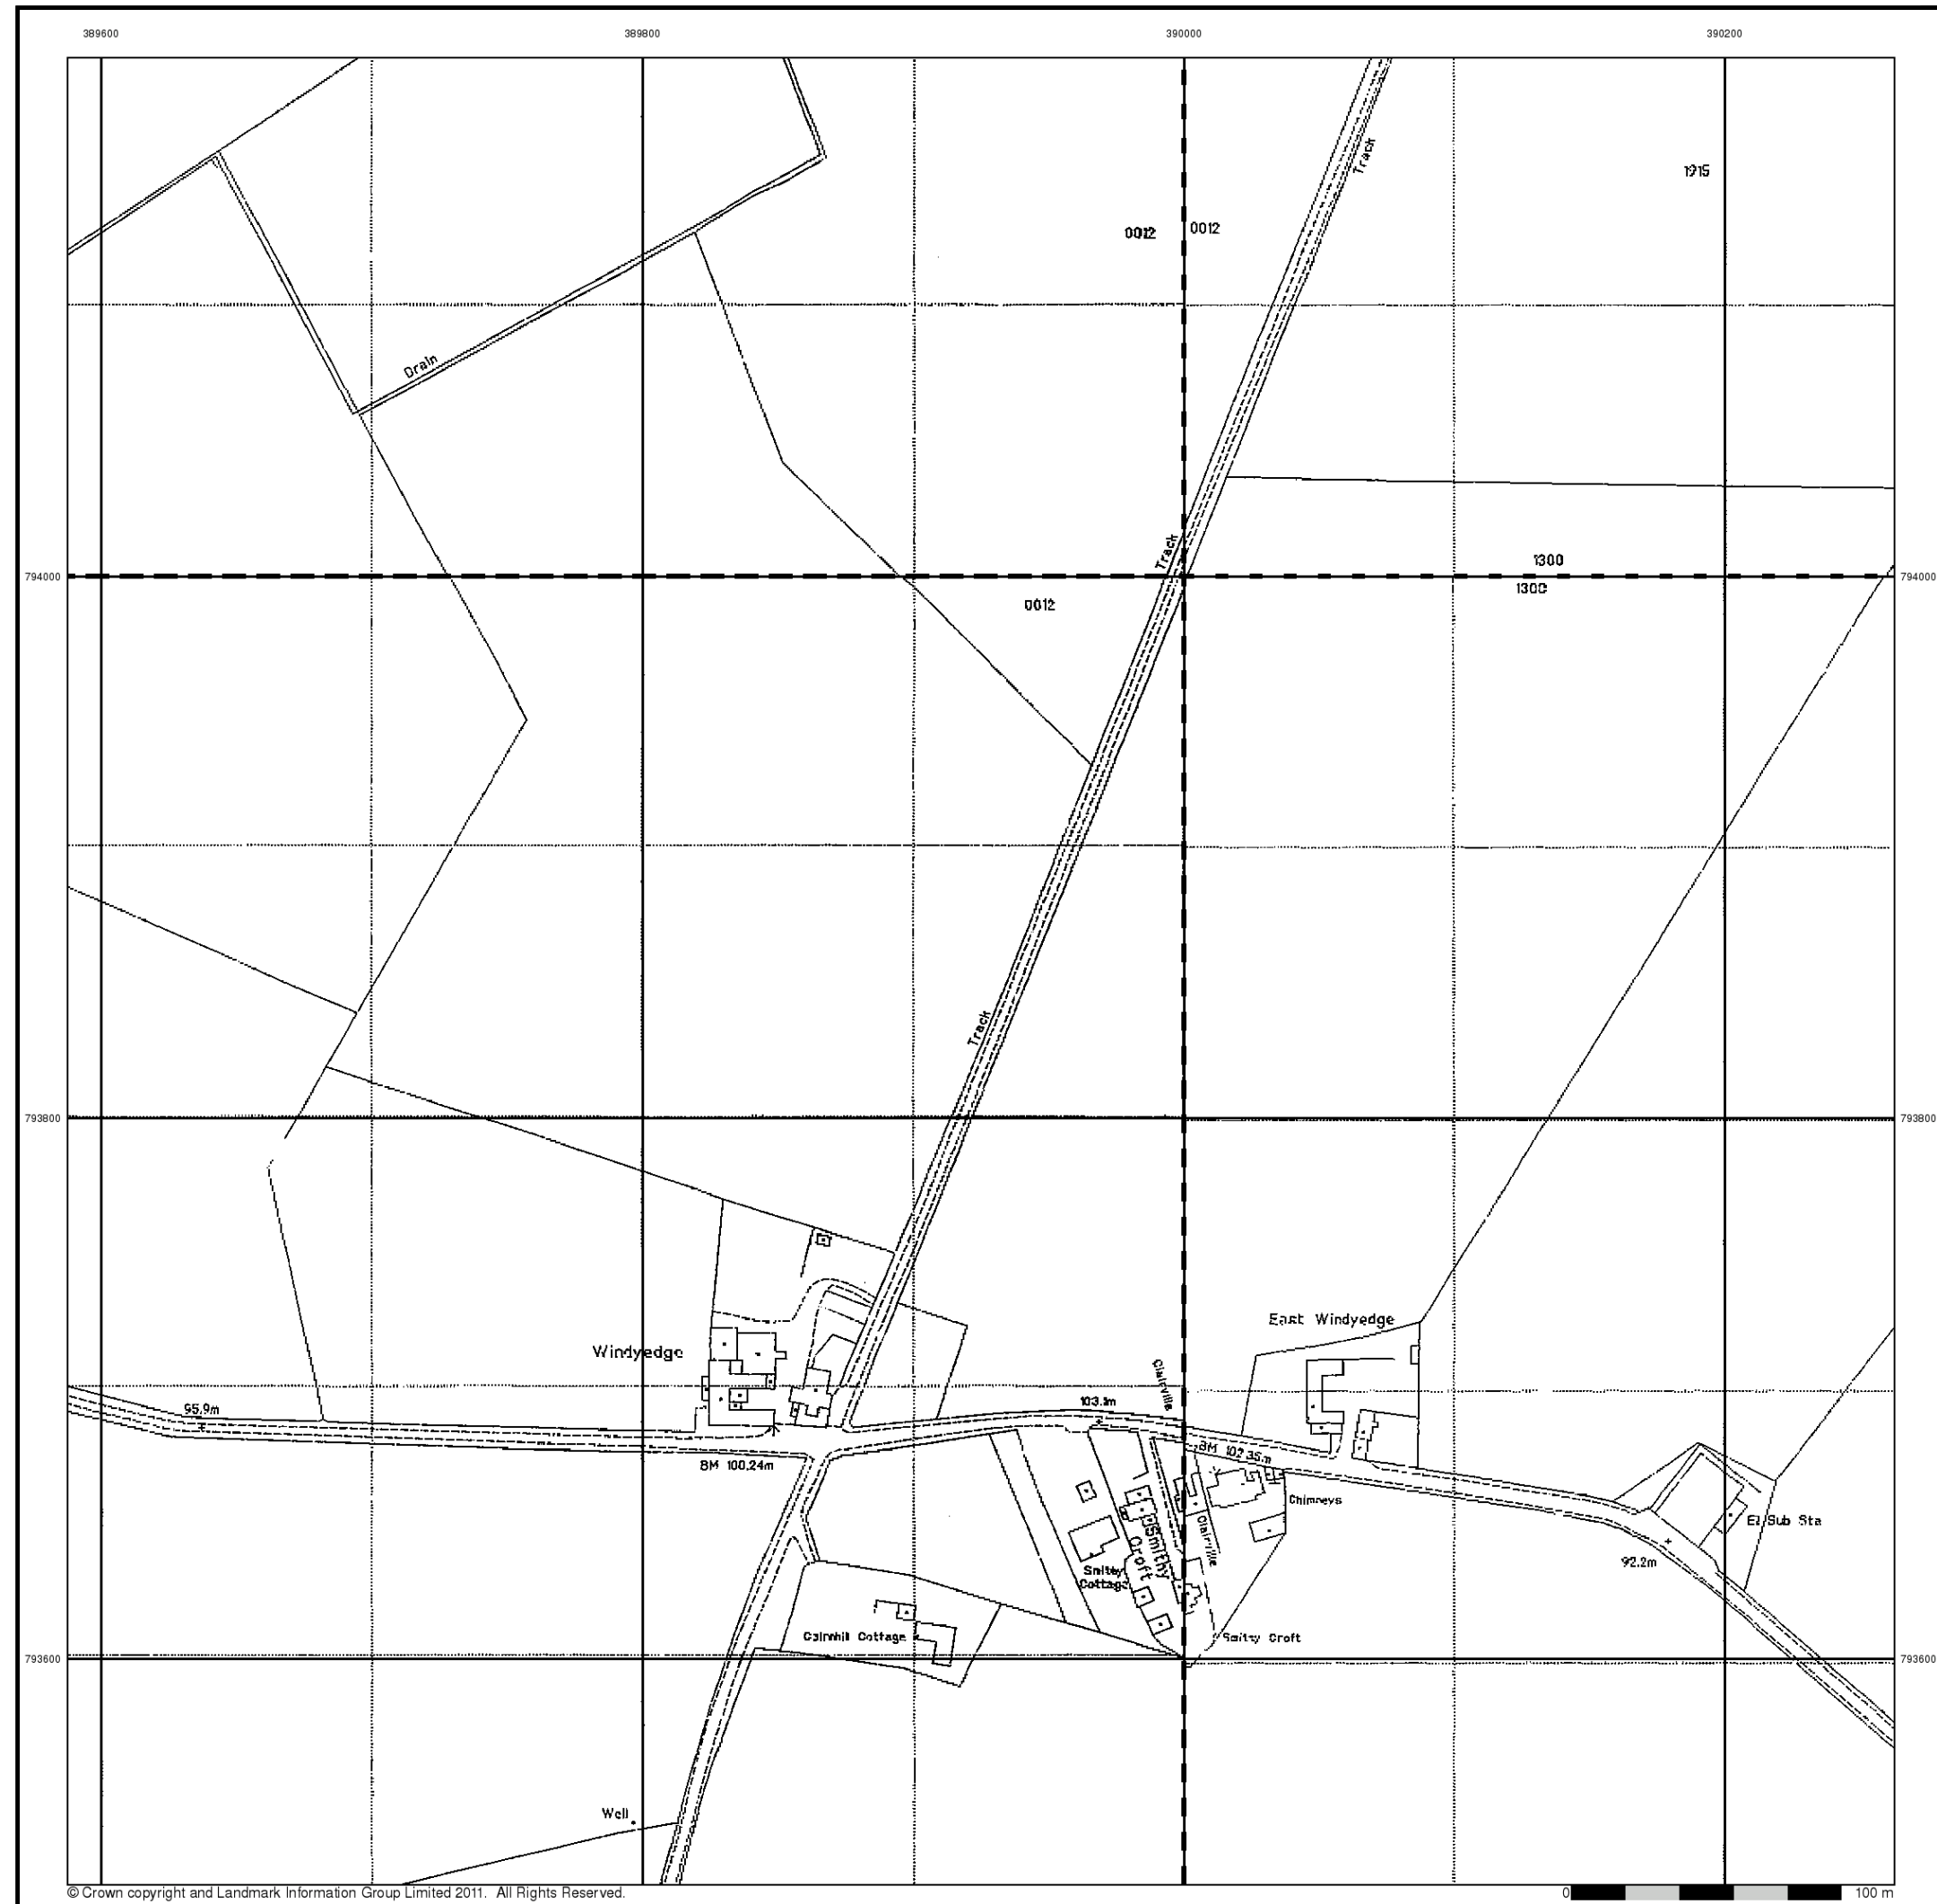 389600
389800
390000
390200
Track
1915
0012
0012
Drain
Track
1300
794000
794000
1300
0012
Track
793800
793800
East Windyedge
Windyedge
Clairville
95.9m
103.1m
BM 100.24m
BM 102.35m
Chimneys
El Sub Sta
Clairville
Smithy
Croft
92.2m
Smithy
Cottage
Cairnhill Cottage
Smithy Croft
793600
793600
Well
© Crown copyright and Landmark Information Group Limited 2011. All Rights Reserved.
0
100 m